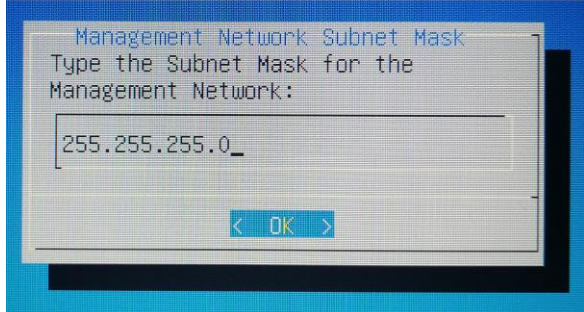 Management Network Subnet Mask
Type the Subnet Mask for the
Management Network:
255.255.255.0_
< OK >